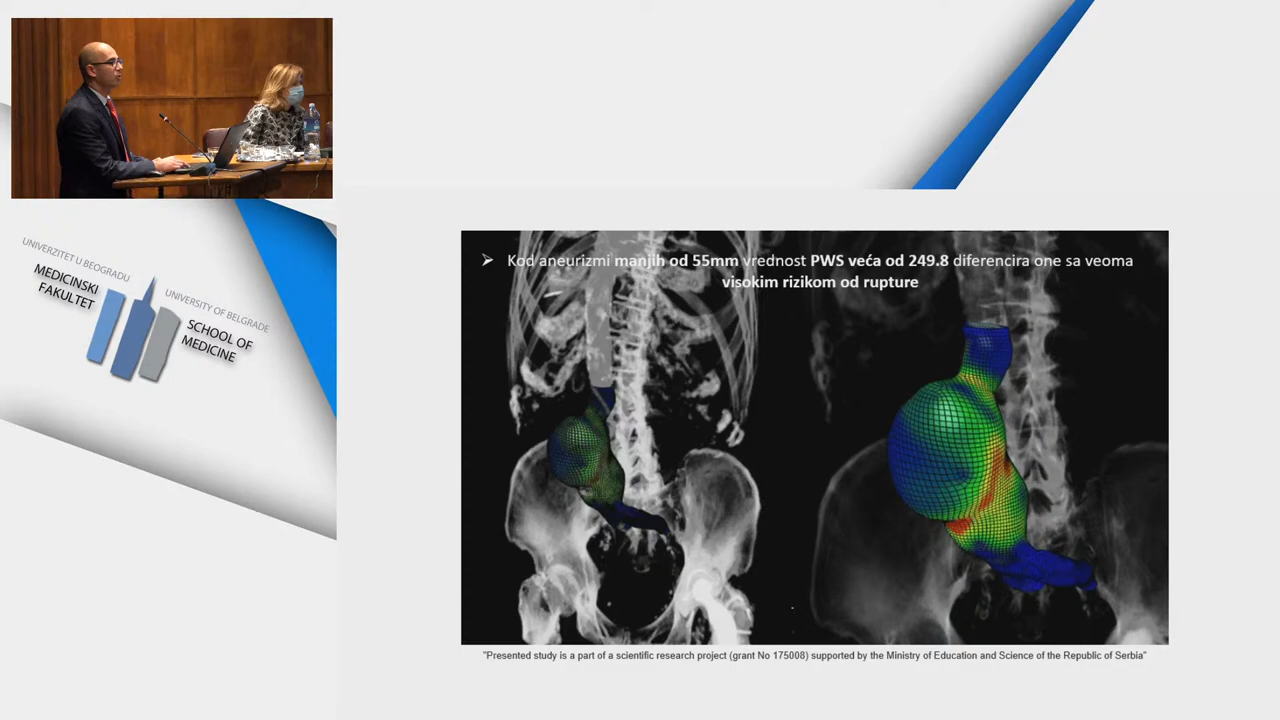 UNIVERZITET U BEOGRADU
MEDICINSKI
FAKULTET
UNIVERSITY OF BELGRADE
SCHOOL OF
MEDICINE
➢ Kod aneurizmi manjih od 55mm vrednost PWS veća od 249.8 diferencira one sa veoma
visokim rizikom od rupture
"Presented study is a part of a scientific research project (grant No 175008) supported by the Ministry of Education and Science of the Republic of Serbia"